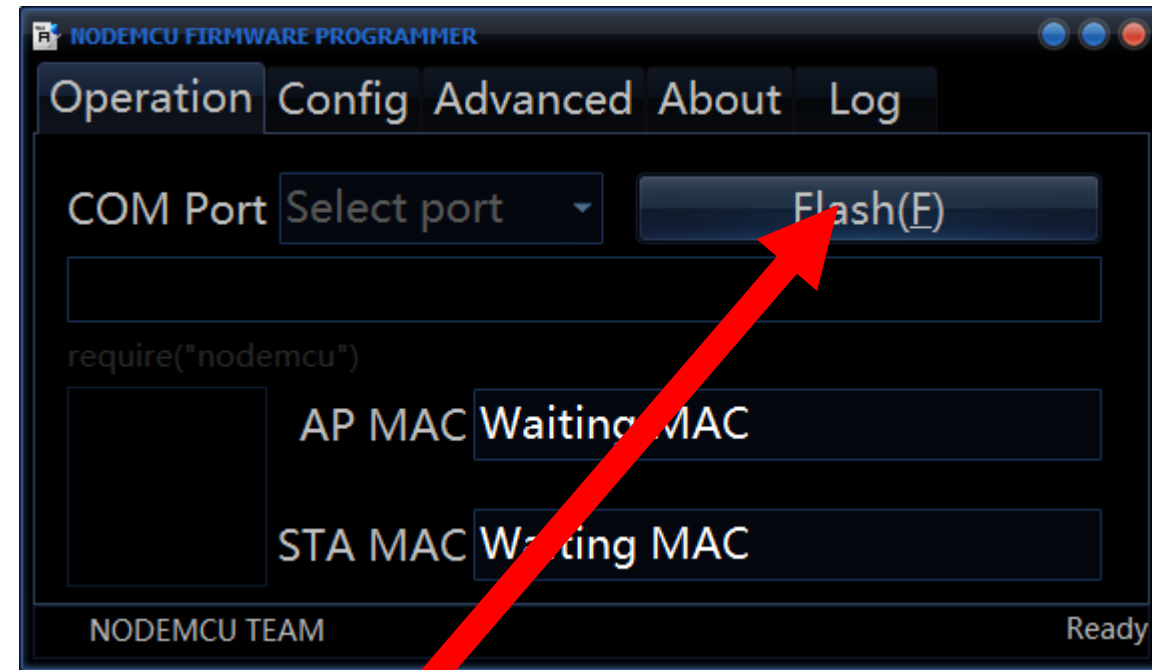 NODEMCU FIRMWARE PROGRAMMER
Operation Config Advanced About Log
COM Port Select port Flash(F)
require("nodemcu")
AP MAC Waiting MAC
STA MAC Waiting MAC
NODEMCU TEAM Ready